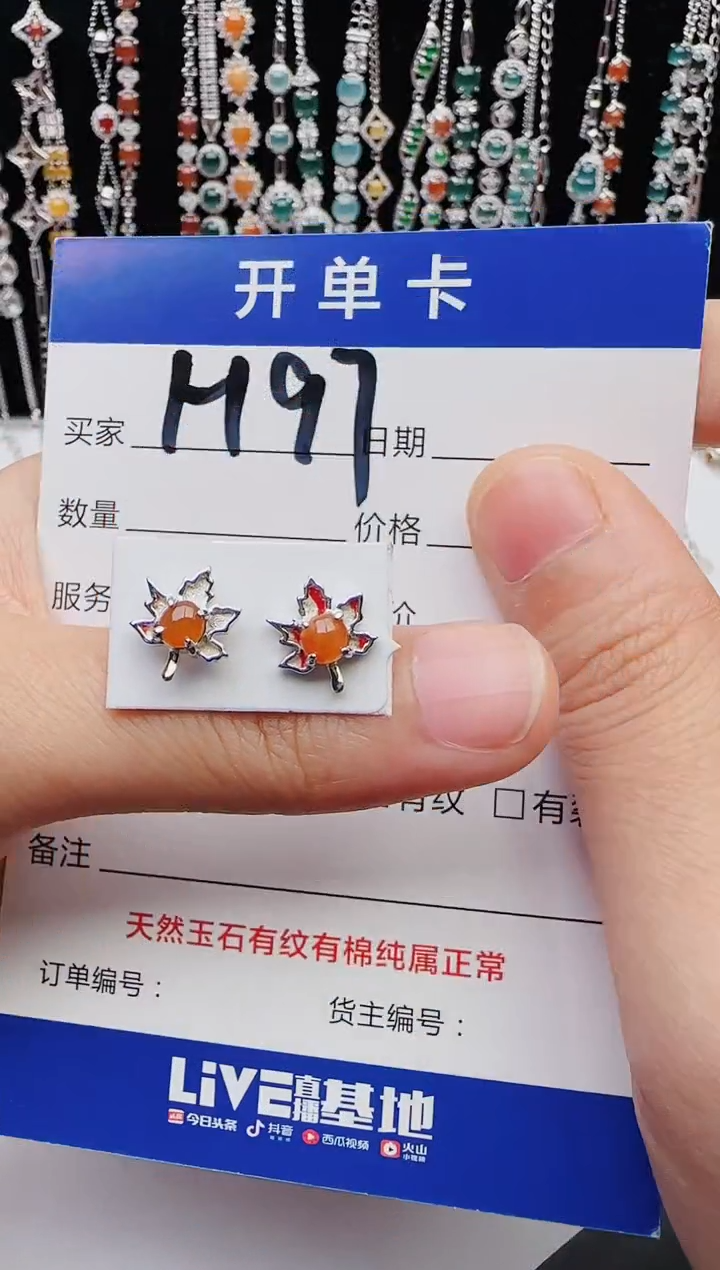 开单卡
买家 H97 日期
数量 价格
服务
有纹 □有裂
备注
天然玉石有纹有棉纯属正常
订单编号：
货主编号：
LiVE直播基地
今日头条 抖音 西瓜视频 火山